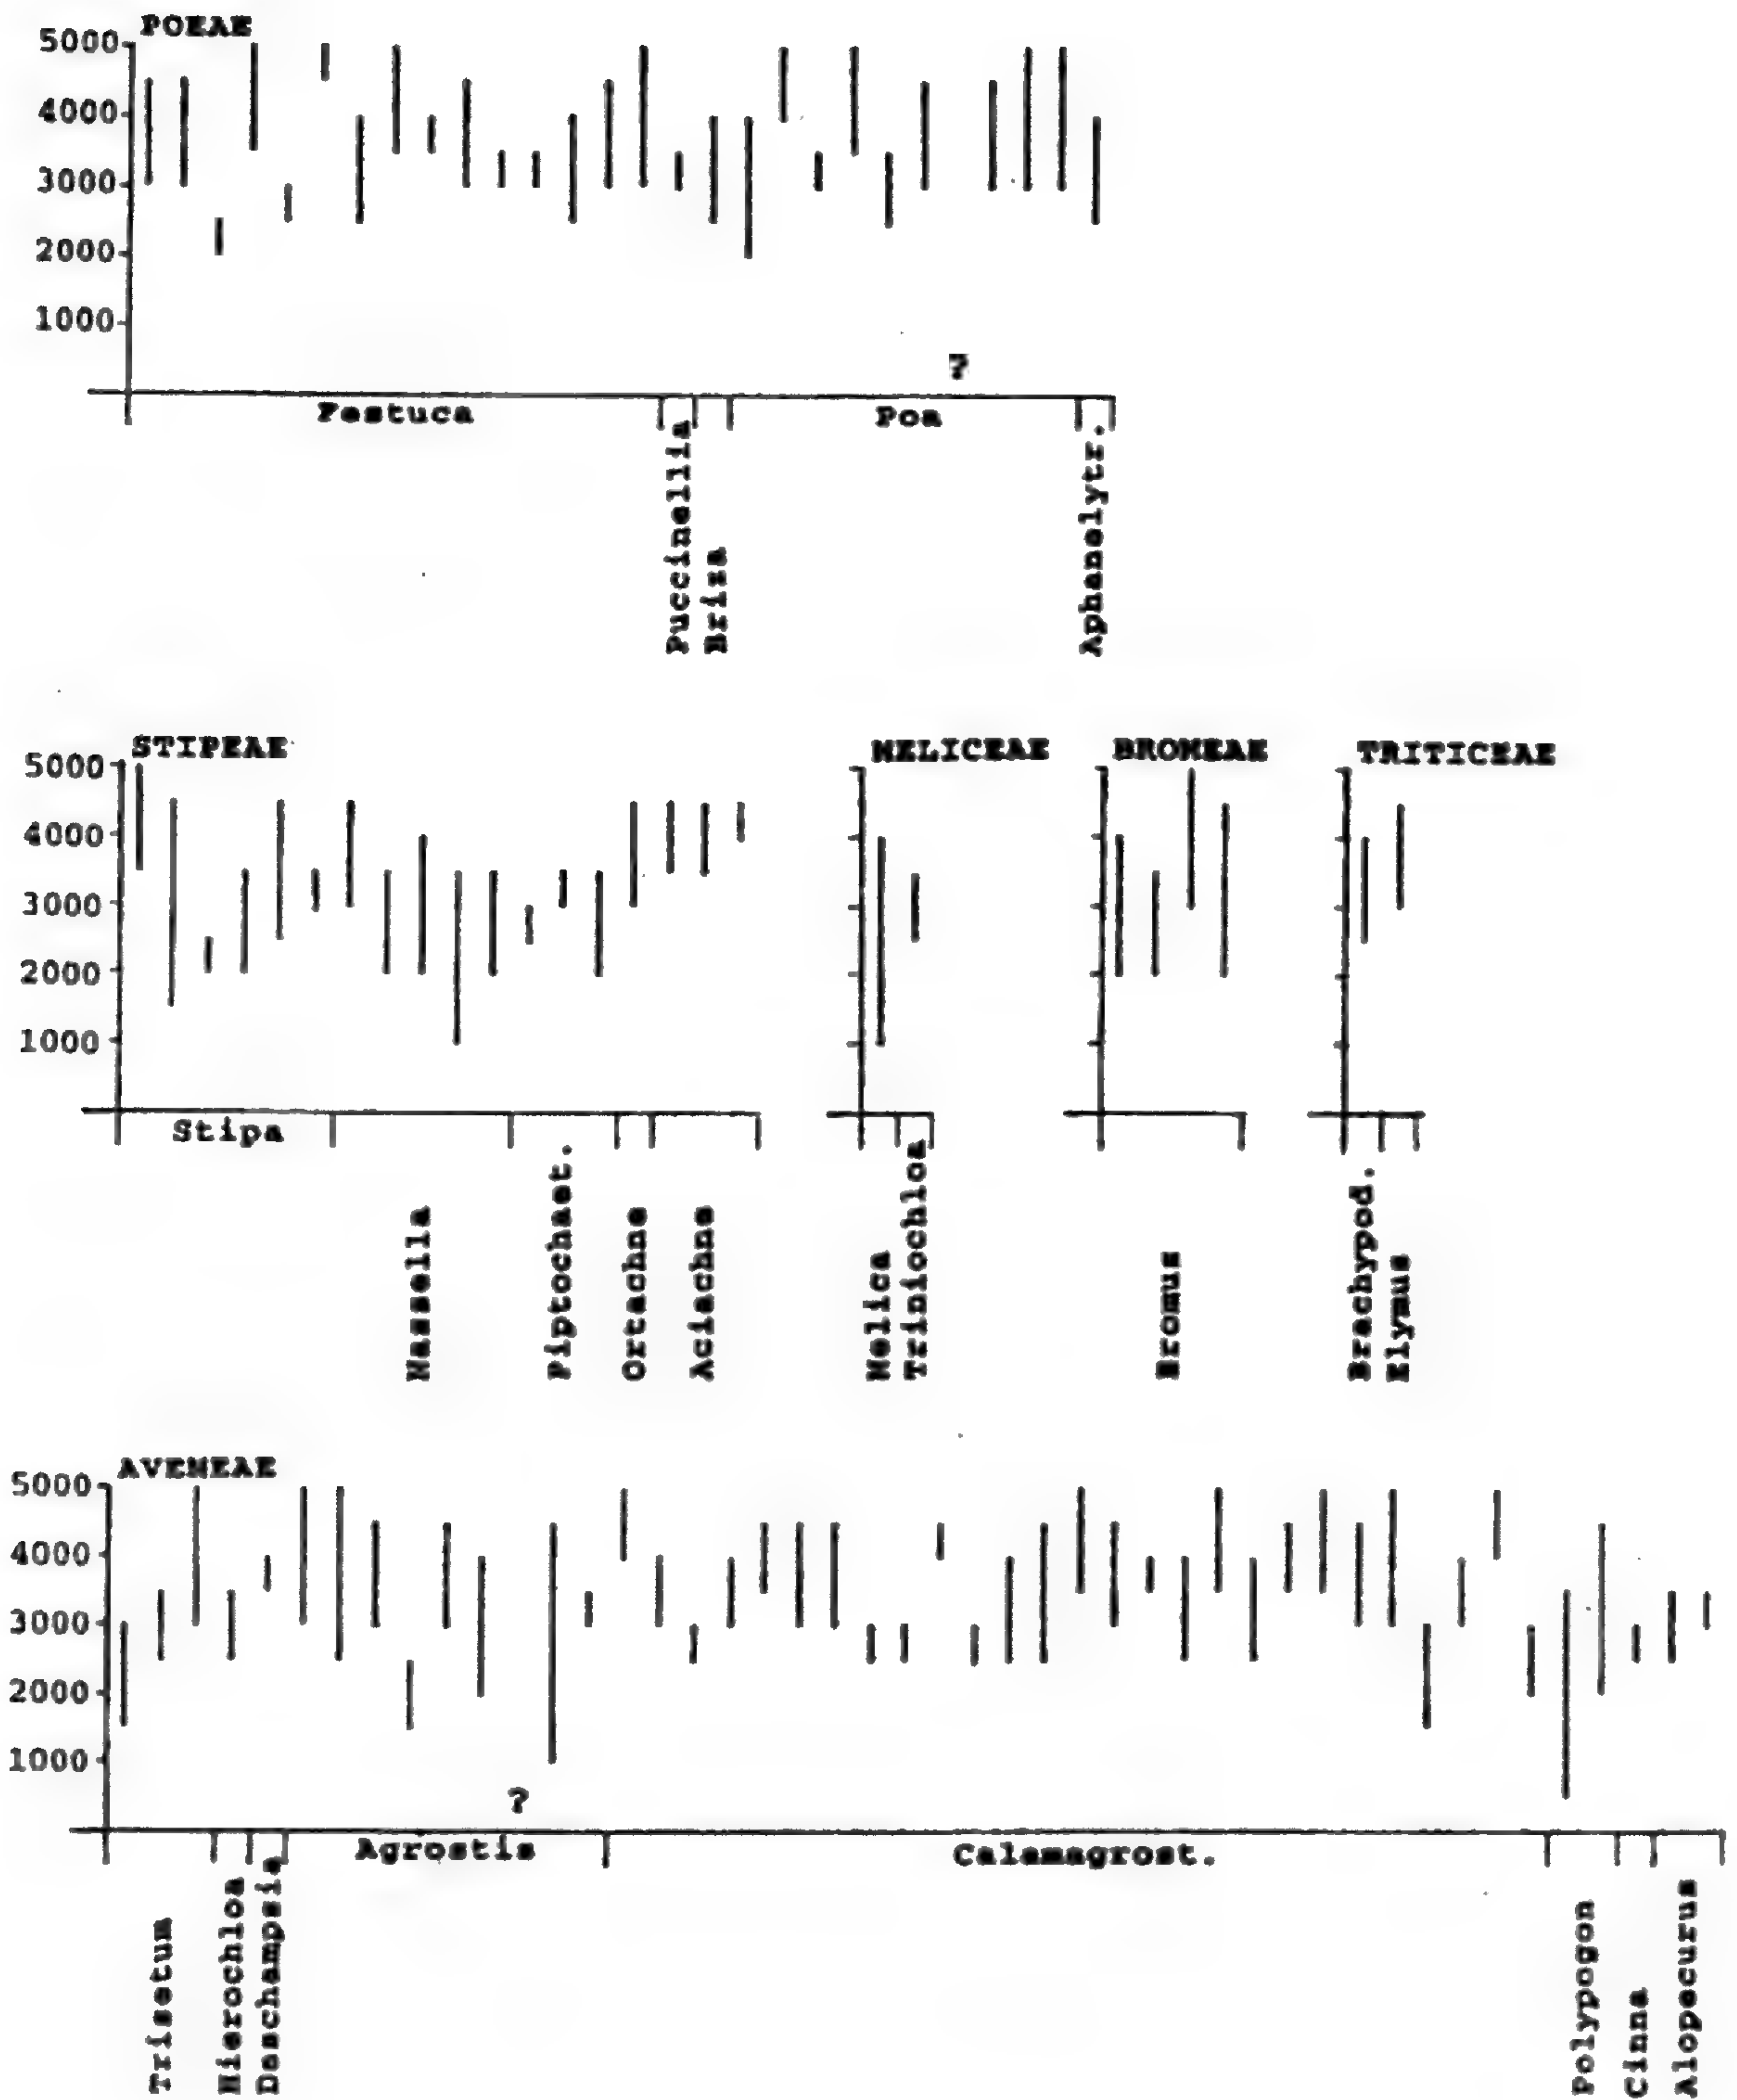 POEAE
5000
4000
3000
2000
1000
?
Festuca
Poa
Puccinellia
Briza
Aphanelytr.
STIPEAE
MELICEAE
BROMEAE
TRITICEAE
5000
4000
3000
2000
1000
Stipa
Nassella
Piptochaet.
Ortachne
Aciachne
Melica
Triniochloa
Bromus
Brachypod.
Elymus
AVENEAE
5000
4000
3000
2000
1000
?
Agrostis
Calamagrost.
Trisetum
Hierochloa
Deschampsia
Polypogon
Cinna
Alopecurus